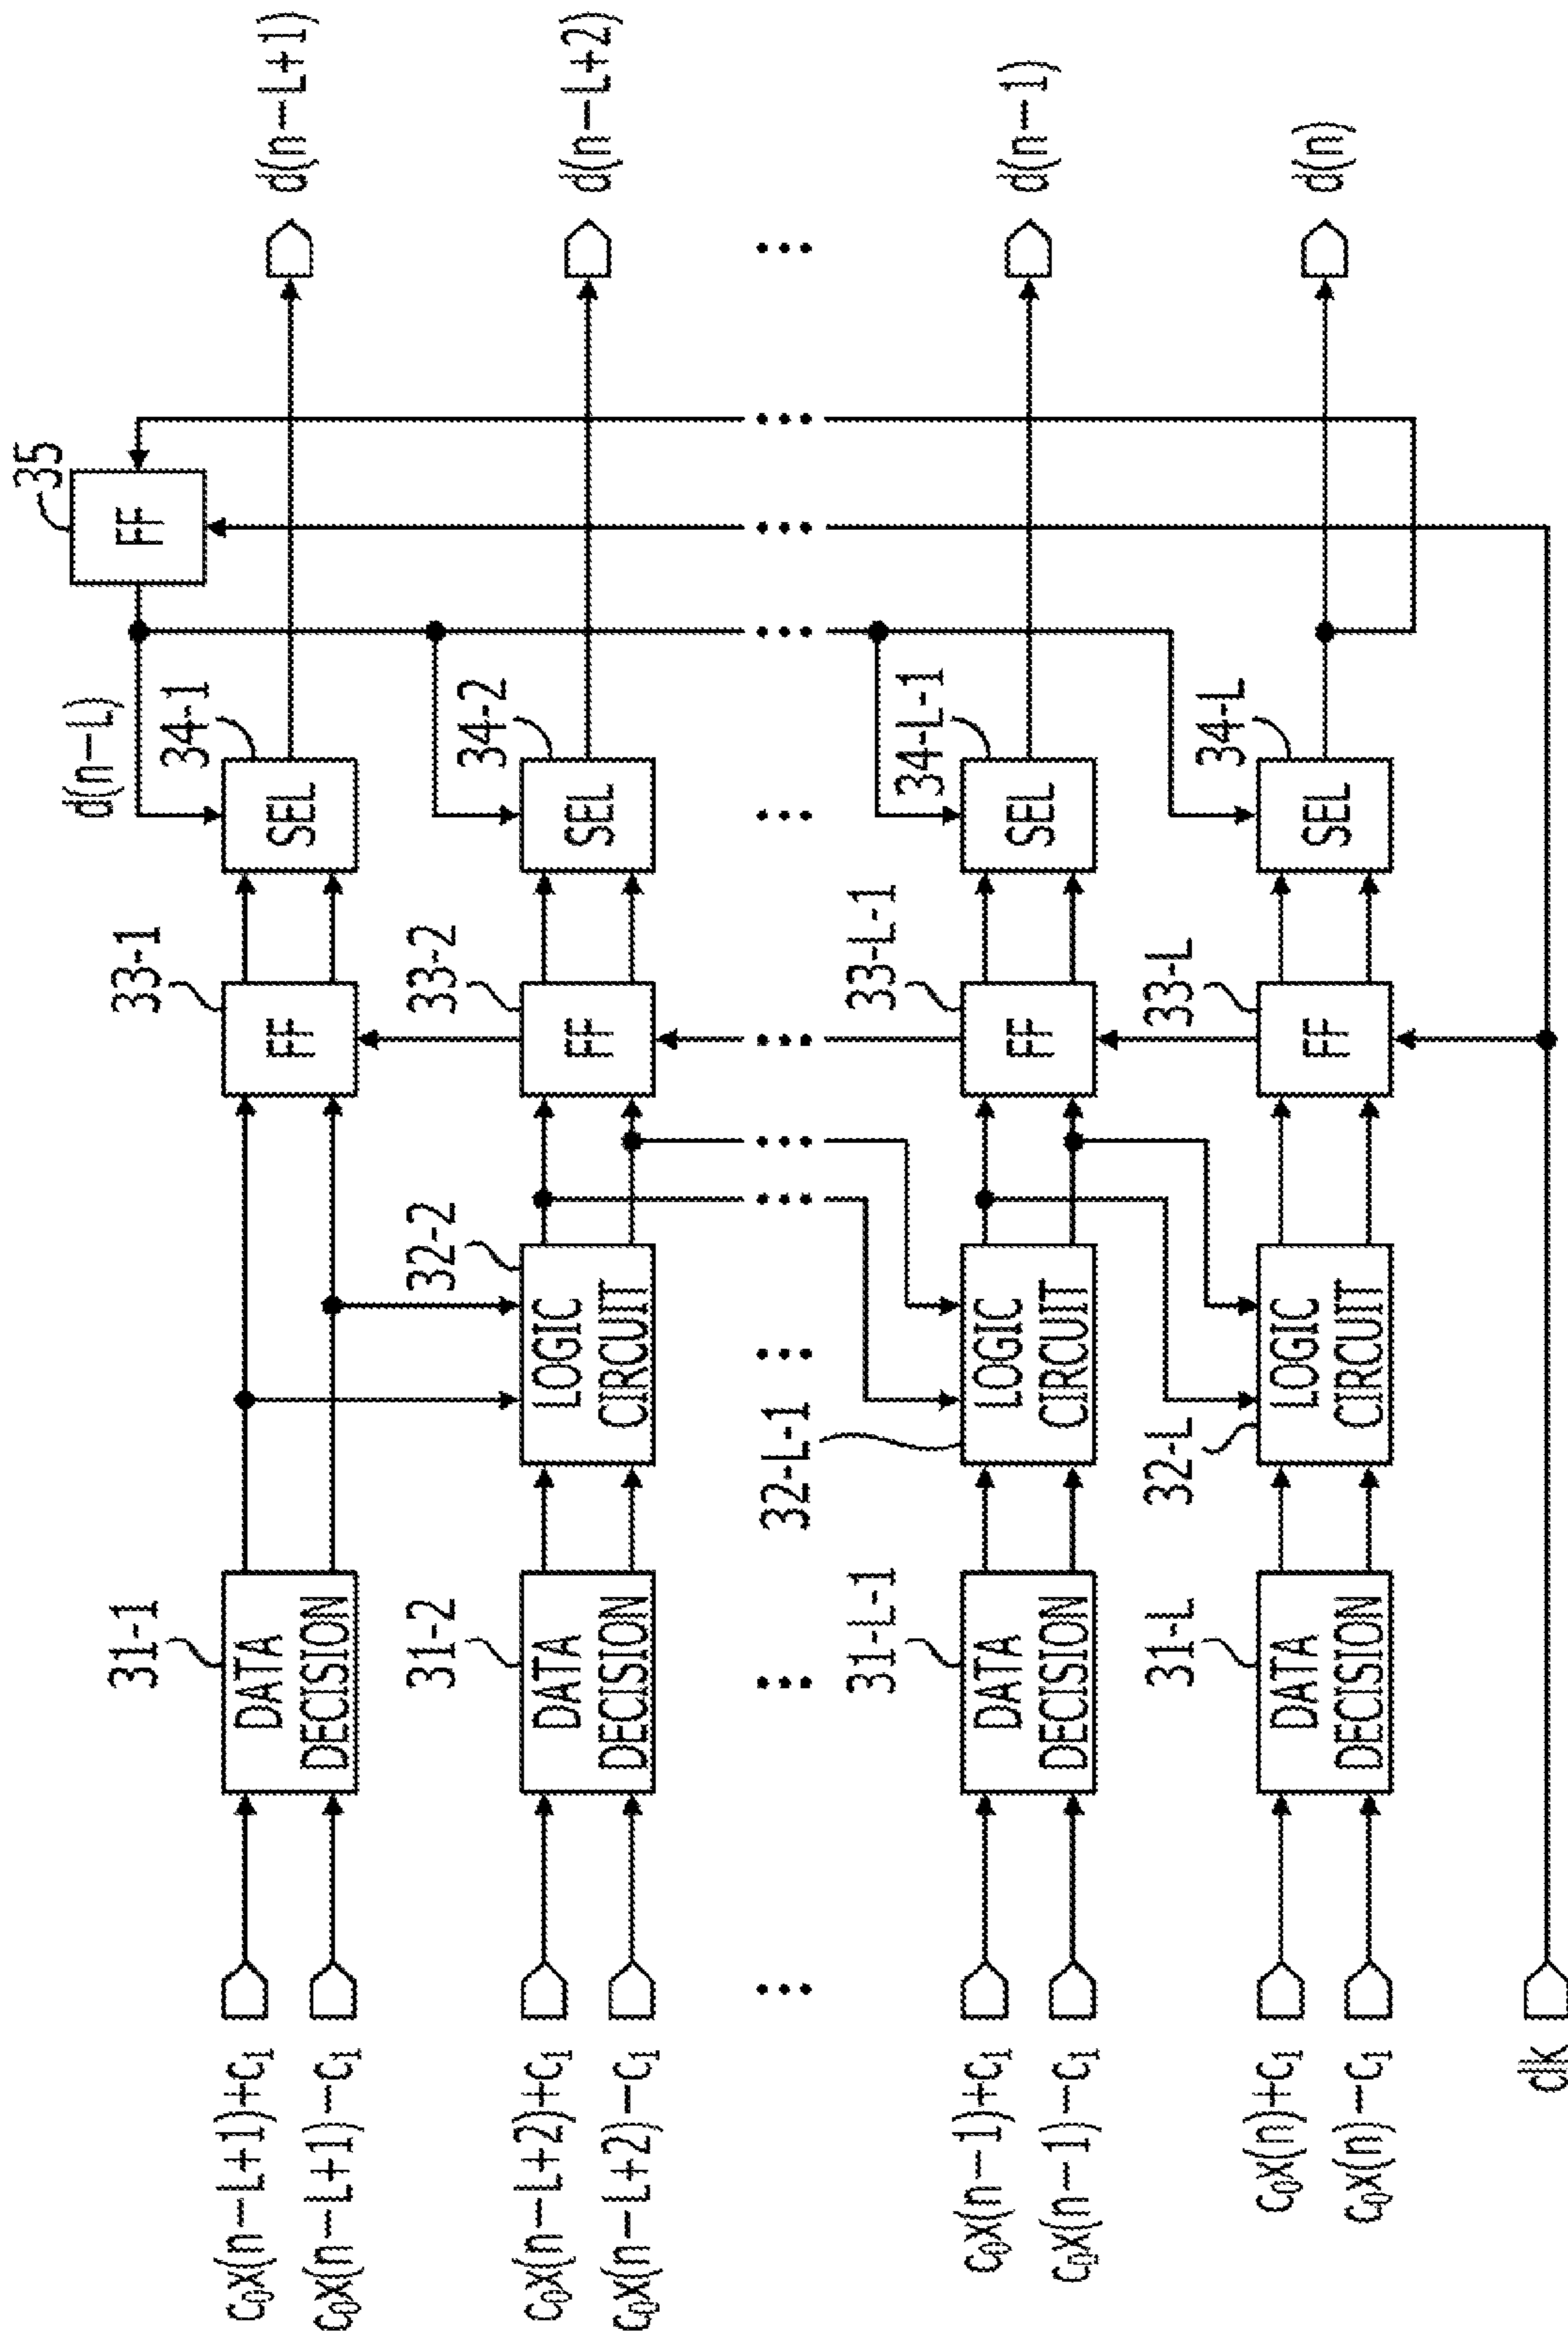 35
FF
d(n−L)
c₀x(n−L+1)+c₁
c₀x(n−L+1)−c₁
31-1
DATA
DECISION
33-1
FF
34-1
SEL
d(n−L+1)
c₀x(n−L+2)+c₁
c₀x(n−L+2)−c₁
31-2
DATA
DECISION
32-2
LOGIC
CIRCUIT
33-2
FF
34-2
SEL
d(n−L+2)
...
...
...
...
...
...
...
...
...
...
c₀x(n−1)+c₁
c₀x(n−1)−c₁
31-L-1
DATA
DECISION
32-L-1
LOGIC
CIRCUIT
33-L-1
FF
34-L-1
SEL
d(n−1)
c₀x(n)+c₁
c₀x(n)−c₁
31-L
DATA
DECISION
32-L
LOGIC
CIRCUIT
33-L
FF
34-L
SEL
d(n)
clk